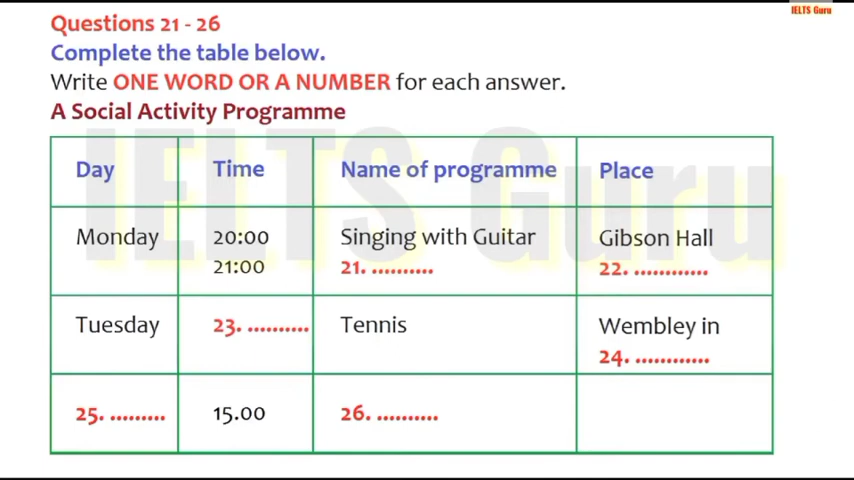 IELTS Guru
Questions 21 - 26
Complete the table below.
Write ONE WORD OR A NUMBER for each answer.
A Social Activity Programme
IELTS Guru
Day Time Name of programme Place
Monday 20:00 Singing with Guitar Gibson Hall
21:00 21. .......... 22. ............
Tuesday 23. .......... Tennis Wembley in
24. ............
25. ......... 15.00 26. ..........